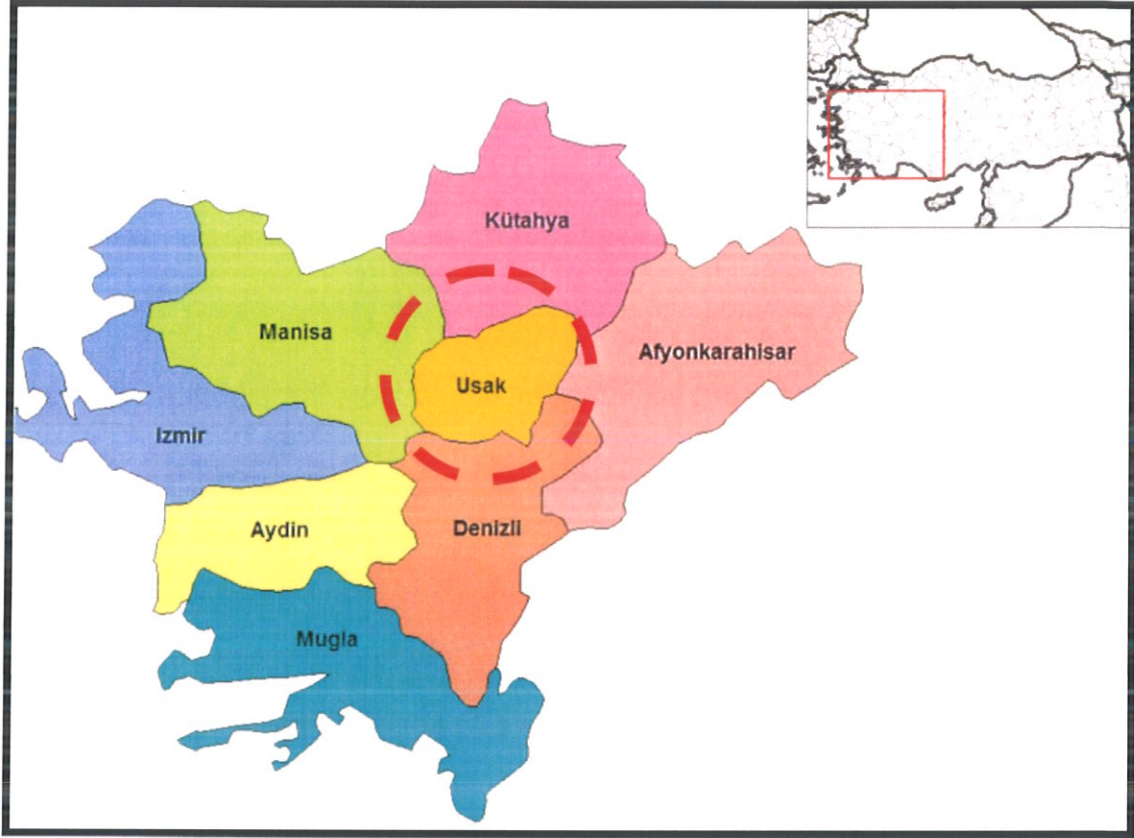 Kütahya
Manisa
Afyonkarahisar
Usak
Izmir
Aydin
Denizli
Mugla